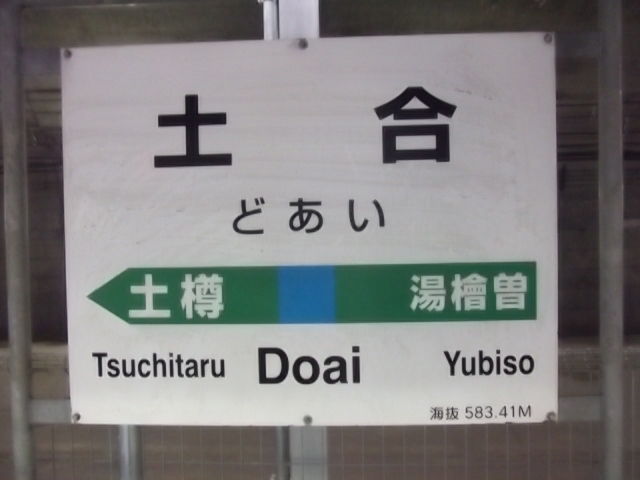 土合
どあい
土樽 湯檜曽
Tsuchitaru Doai Yubiso
海抜 583.41M